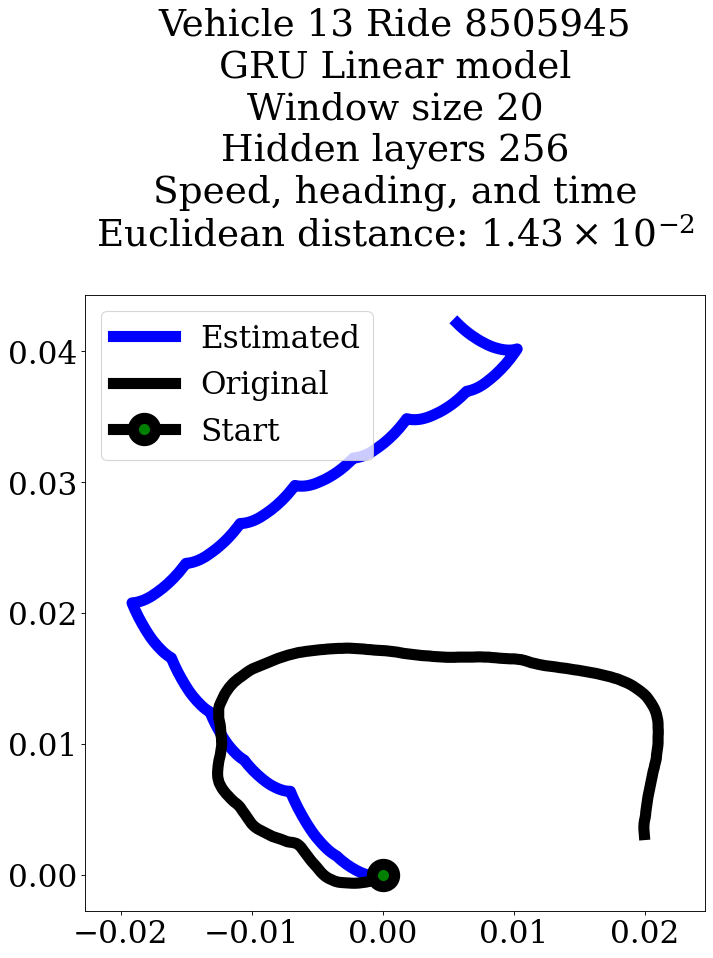 Vehicle 13 Ride 8505945
GRU Linear model
Window size 20
Hidden layers 256
Speed, heading, and time
Euclidean distance: 1.43 × 10⁻²
Estimated
Original
Start
0.04
0.03
0.02
0.01
0.00
−0.02 −0.01 0.00 0.01 0.02